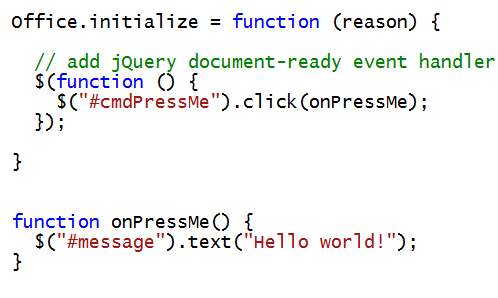 Office.initialize = function (reason) {
// add jQuery document-ready event handler
$(function () {
$("#cmdPressMe").click(onPressMe);
});
}
function onPressMe() {
$("#message").text("Hello world!");
}